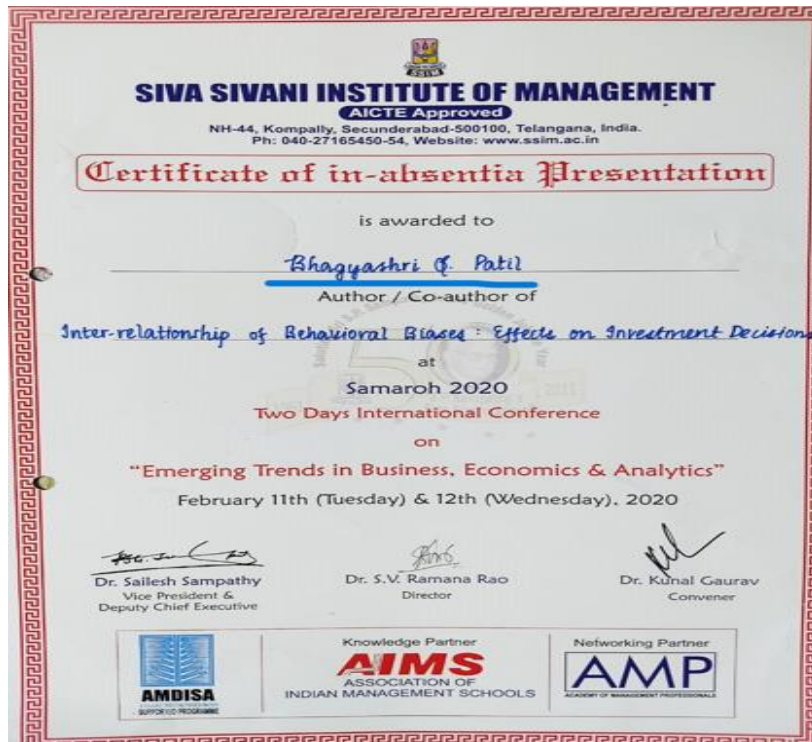 SSIM
SIVA SIVANI INSTITUTE OF MANAGEMENT
AICTE Approved
NH-44, Kompally, Secunderabad-500100, Telangana, India.
Ph: 040-27165450-54, Website: www.ssim.ac.in
Certificate of in-absentia Presentation
is awarded to
Bhagyashri Patil
Author / Co-author of
Inter-relationship of Behavioral Biases : Effects on Investment Decisions
at
Samaroh 2020
Two Days International Conference
on
"Emerging Trends in Business, Economics & Analytics"
February 11th (Tuesday) & 12th (Wednesday), 2020
Dr. Sailesh Sampathy
Vice President &
Deputy Chief Executive
Dr. S.V. Ramana Rao
Director
Dr. Kunal Gaurav
Convener
AMDISA
Knowledge Partner
AIMS
ASSOCIATION OF
INDIAN MANAGEMENT SCHOOLS
Networking Partner
AMP
ACADEMY OF MANAGEMENT PROFESSIONALS